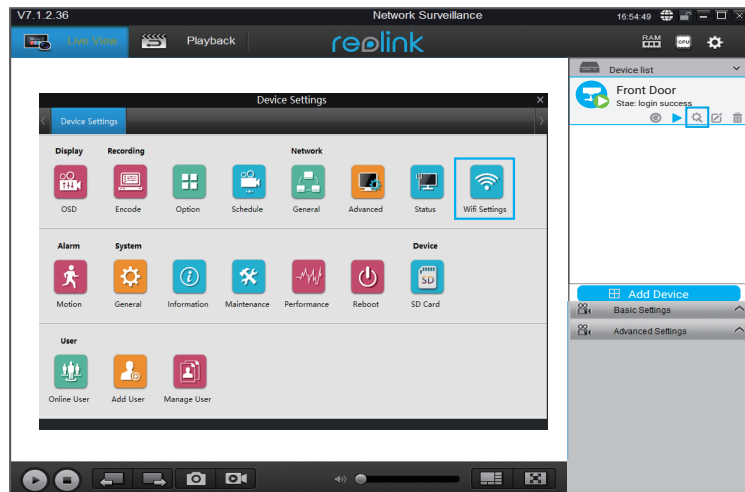 V7.1.2.36 Network Surveillance 16:54:49
Live View Playback reolink RAM CPU
Device list
Front Door
Stae: login success
Device Settings
Device Settings
Display Recording Network
OSD Encode Option Schedule General Advanced Status Wifi Settings
Alarm System Device
SD
Motion General Information Maintenance Performance Reboot SD Card
User
Online User Add User Manage User
Add Device
Basic Settings
Advanced Settings